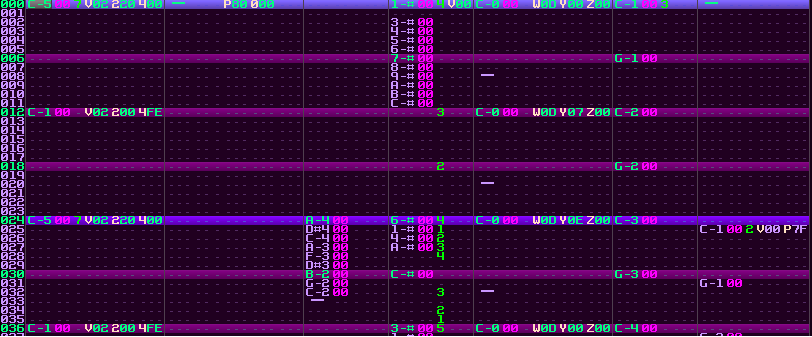 000 C-5 00 7 V02 220 400 — P80 000 1-# 00 4 V00 C-0 00 W0D Y00 Z00 C-1 00 3 —
001
002 3-# 00
003 4-# 00
004 5-# 00
005 6-# 00
006 7-# 00 G-1 00
007 8-# 00
008 9-# 00 —
009 A-# 00
010 B-# 00
011 C-# 00
012 C-1 00 V02 200 4FE 3 C-0 00 W0D Y07 Z00 C-2 00
013
014
015
016
017
018 2 G-2 00
019
020 —
021
022
023
024 C-5 00 7 V02 220 400 A-4 00 6-# 00 4 C-0 00 W0D Y0E Z00 C-3 00
025 D#4 00 1-# 00 1 C-1 00 2 V00 P7F
026 C-4 00 4-# 00 2
027 A-3 00 A-# 00 3
028 F-3 00 4
029 D#3 00
030 B-2 00 C-# 00 G-3 00
031 G-2 00 G-1 00
032 C-2 00 3 —
033 —
034 2
035 1
036 C-1 00 V02 200 4FE 3-# 00 5 C-0 00 W0D Y00 Z00 C-4 00